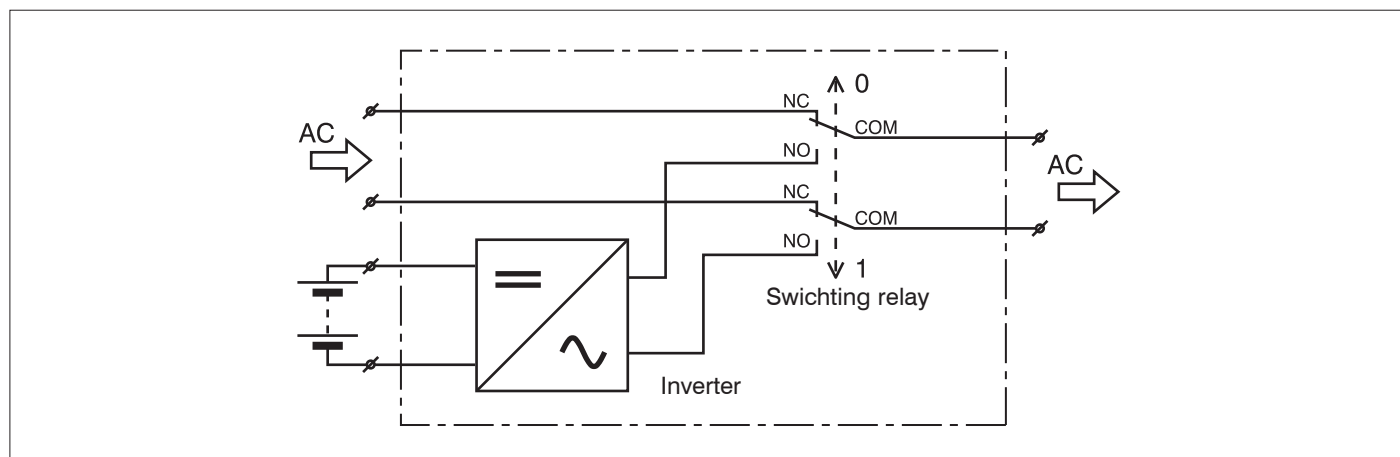 0
NC
COM
AC
NO
AC
NC
COM
NO
1
Swichting relay
Inverter